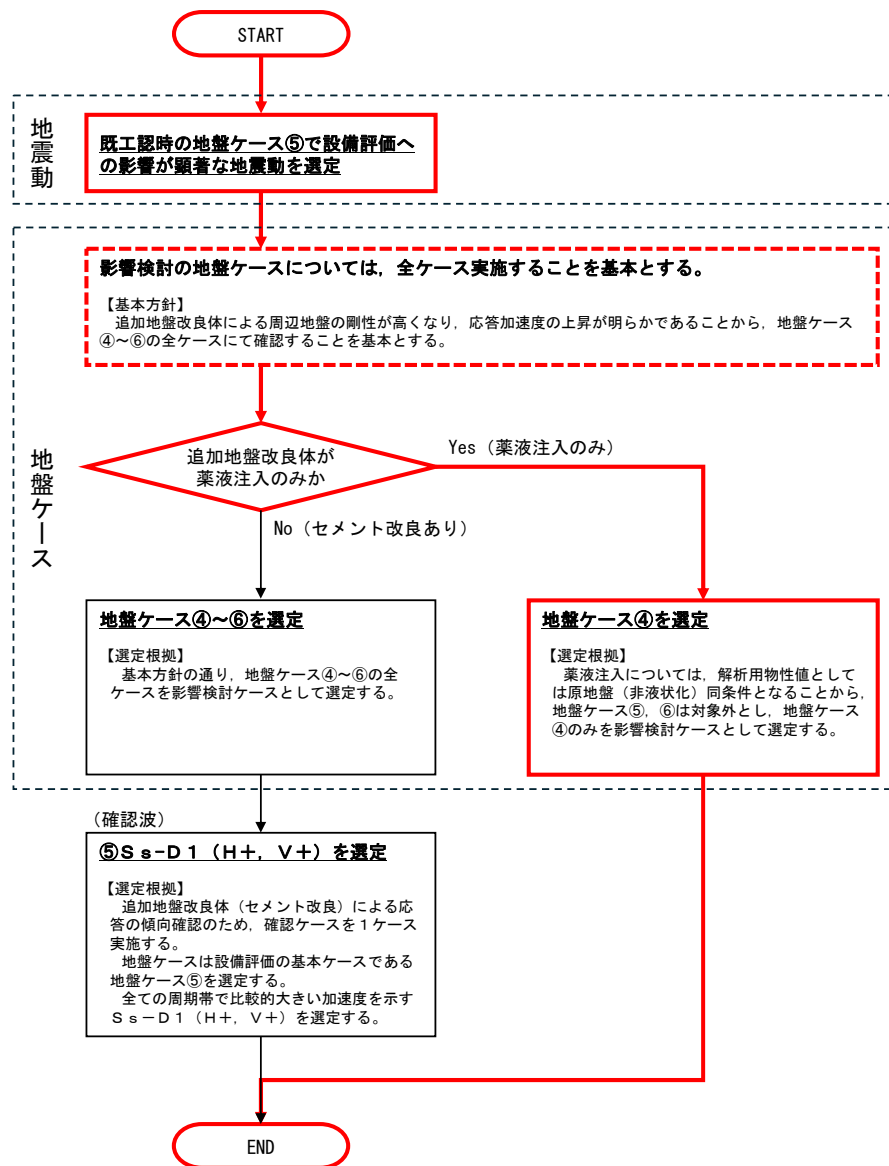 START
地震動
既工認時の地盤ケース⑤で設備評価へ
の影響が顕著な地震動を選定
地盤ケース
影響検討の地盤ケースについては，全ケース実施することを基本とする。
【基本方針】
追加地盤改良体による周辺地盤の剛性が高くなり，応答加速度の上昇が明らかであることから，地盤ケース
④～⑥の全ケースにて確認することを基本とする。
追加地盤改良体が
薬液注入のみか
Yes（薬液注入のみ）
No（セメント改良あり）
地盤ケース④～⑥を選定
【選定根拠】
基本方針の通り，地盤ケース④～⑥の全
ケースを影響検討ケースとして選定する。
地盤ケース④を選定
【選定根拠】
薬液注入については，解析用物性値として
は原地盤（非液状化）同条件となることから，
地盤ケース⑤，⑥は対象外とし，地盤ケース
④のみを影響検討ケースとして選定する。
（確認波）
⑤Ｓｓ-Ｄ１（Ｈ＋，Ｖ＋）を選定
【選定根拠】
追加地盤改良体（セメント改良）による応
答の傾向確認のため，確認ケースを１ケース
実施する。
地盤ケースは設備評価の基本ケースである
地盤ケース⑤を選定する。
全ての周期帯で比較的大きい加速度を示す
Ｓｓ－Ｄ１（Ｈ＋，Ｖ＋）を選定する。
END